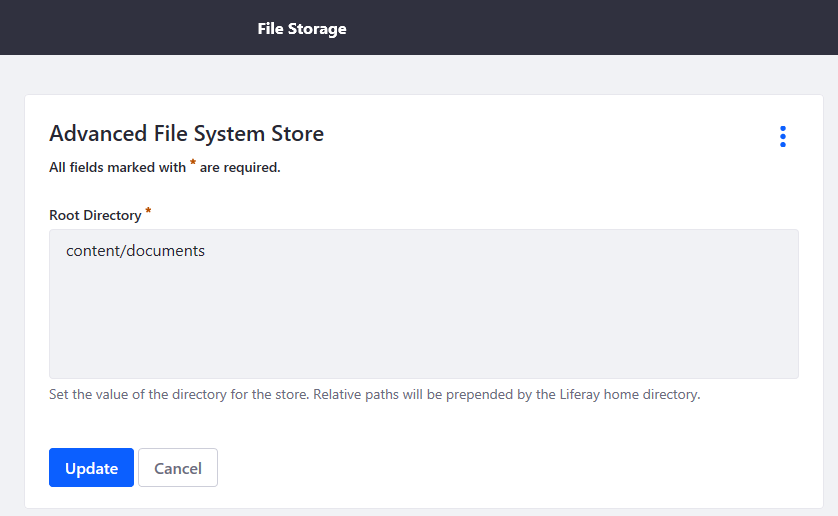 File Storage
Advanced File System Store
All fields marked with * are required.
Root Directory *
content/documents
Set the value of the directory for the store. Relative paths will be prepended by the Liferay home directory.
Update Cancel